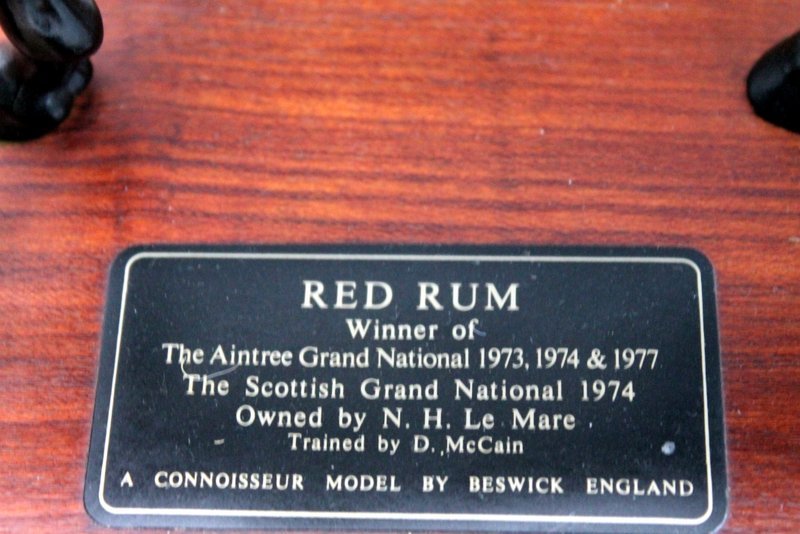 RED RUM
Winner of
The Aintree Grand National 1973, 1974 & 1977
The Scottish Grand National 1974
Owned by N. H. Le Mare
Trained by D. McCain
A CONNOISSEUR MODEL BY BESWICK ENGLAND